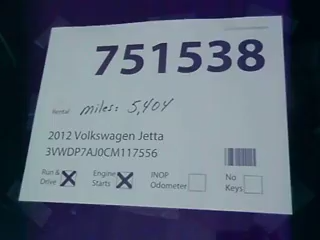 751538
Rental miles: 5,404
2012 Volkswagen Jetta
3VWDP7AJ0CM117556
Run & Drive X Engine Starts X INOP Odometer No Keys